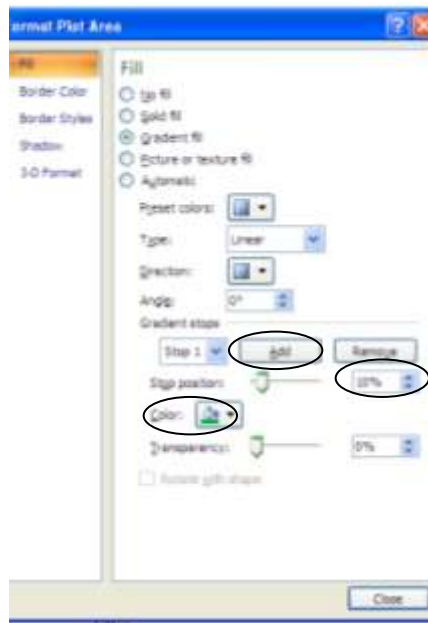 Format Plot Area
Fill
Border Color
Border Styles
Shadow
3-D Format
Fill
No fill
Solid fill
Gradient fill
Picture or texture fill
Automatic
Preset colors:
Type: Linear
Direction:
Angle: 0°
Gradient stops
Stop 1 Add Remove
Stop position: 10%
Color:
Transparency: 0%
Rotate with shape
Close